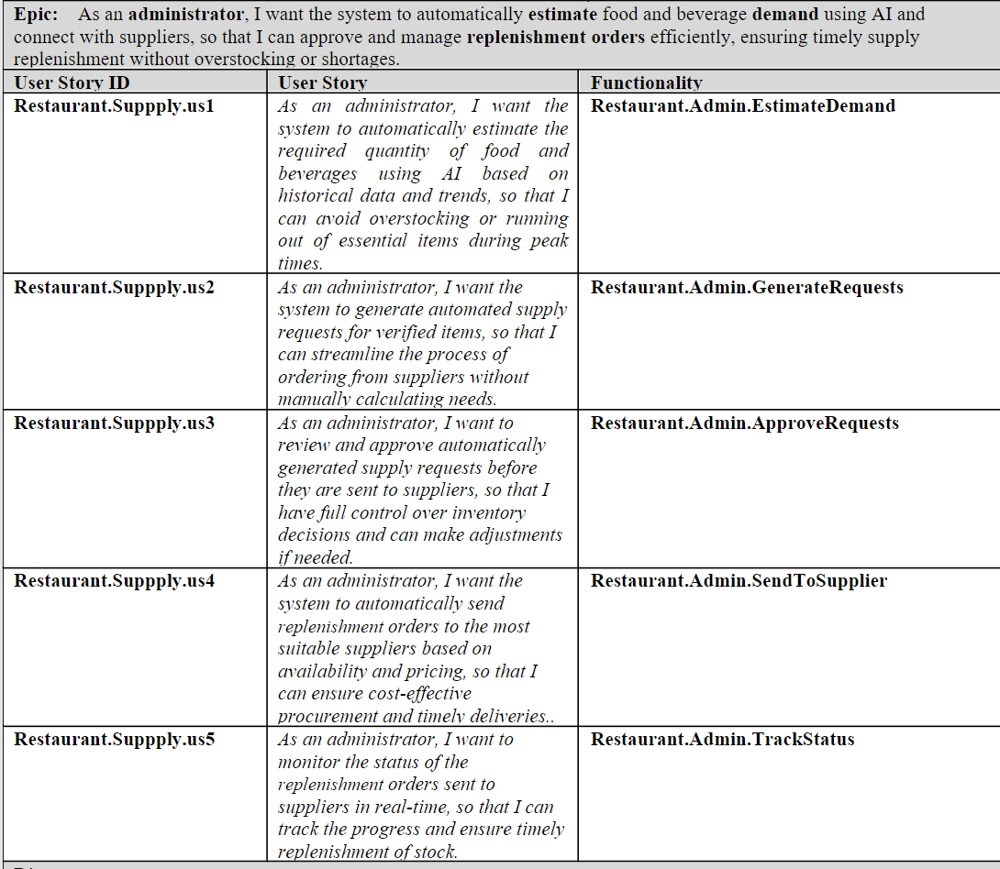 Epic: As an administrator, I want the system to automatically estimate food and beverage demand using AI and
connect with suppliers, so that I can approve and manage replenishment orders efficiently, ensuring timely supply
replenishment without overstocking or shortages.
User Story ID User Story Functionality
Restaurant.Suppply.us1
As an administrator, I want the
system to automatically estimate the
required quantity of food and
beverages using AI based on
historical data and trends, so that I
can avoid overstocking or running
out of essential items during peak
times.
Restaurant.Admin.EstimateDemand
Restaurant.Suppply.us2
As an administrator, I want the
system to generate automated supply
requests for verified items, so that I
can streamline the process of
ordering from suppliers without
manually calculating needs.
Restaurant.Admin.GenerateRequests
Restaurant.Suppply.us3
As an administrator, I want to
review and approve automatically
generated supply requests before
they are sent to suppliers, so that I
have full control over inventory
decisions and can make adjustments
if needed.
Restaurant.Admin.ApproveRequests
Restaurant.Suppply.us4
As an administrator, I want the
system to automatically send
replenishment orders to the most
suitable suppliers based on
availability and pricing, so that I
can ensure cost-effective
procurement and timely deliveries..
Restaurant.Admin.SendToSupplier
Restaurant.Suppply.us5
As an administrator, I want to
monitor the status of the
replenishment orders sent to
suppliers in real-time, so that I can
track the progress and ensure timely
replenishment of stock.
Restaurant.Admin.TrackStatus